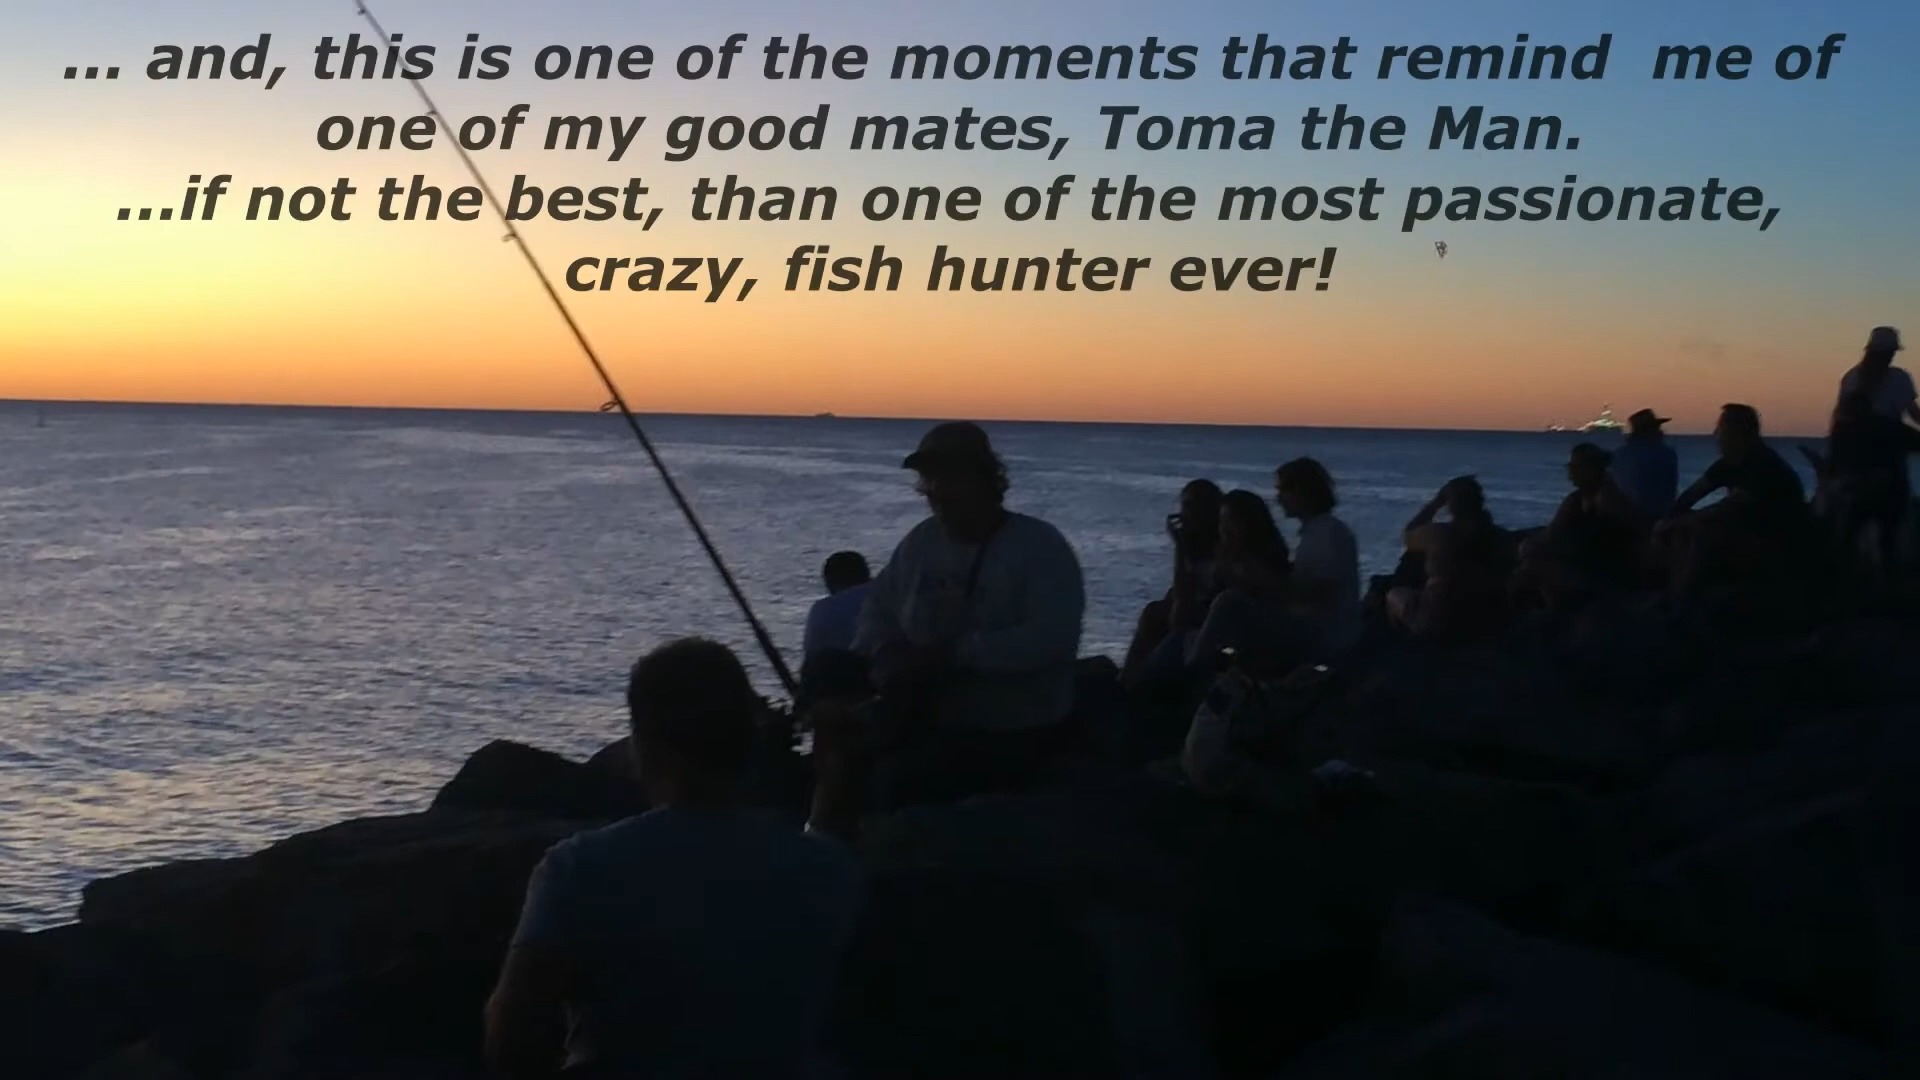 ... and, this is one of the moments that remind  me of
one of my good mates, Toma the Man.
...if not the best, than one of the most passionate,
crazy, fish hunter ever!